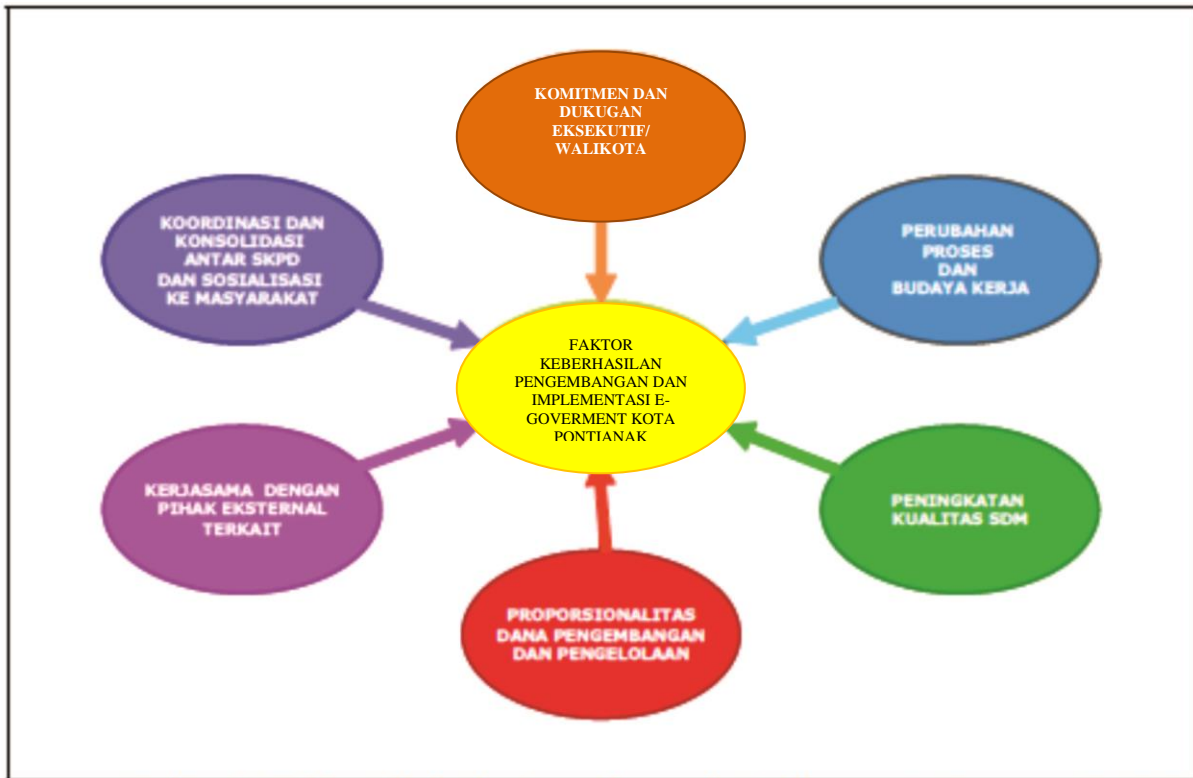 KOMITMEN DAN
DUKUGAN
EKSEKUTIF/
WALIKOTA
KOORDINASI DAN
KONSOLIDASI
ANTAR SKPD
DAN SOSIALISASI
KE MASYARAKAT
PERUBAHAN
PROSES
DAN
BUDAYA KERJA
FAKTOR
KEBERHASILAN
PENGEMBANGAN DAN
IMPLEMENTASI E-
GOVERMENT KOTA
PONTIANAK
KERJASAMA DENGAN
PIHAK EKSTERNAL
TERKAIT
PENINGKATAN
KUALITAS SDM
PROPORSIONALITAS
DANA PENGEMBANGAN
DAN PENGELOLAAN